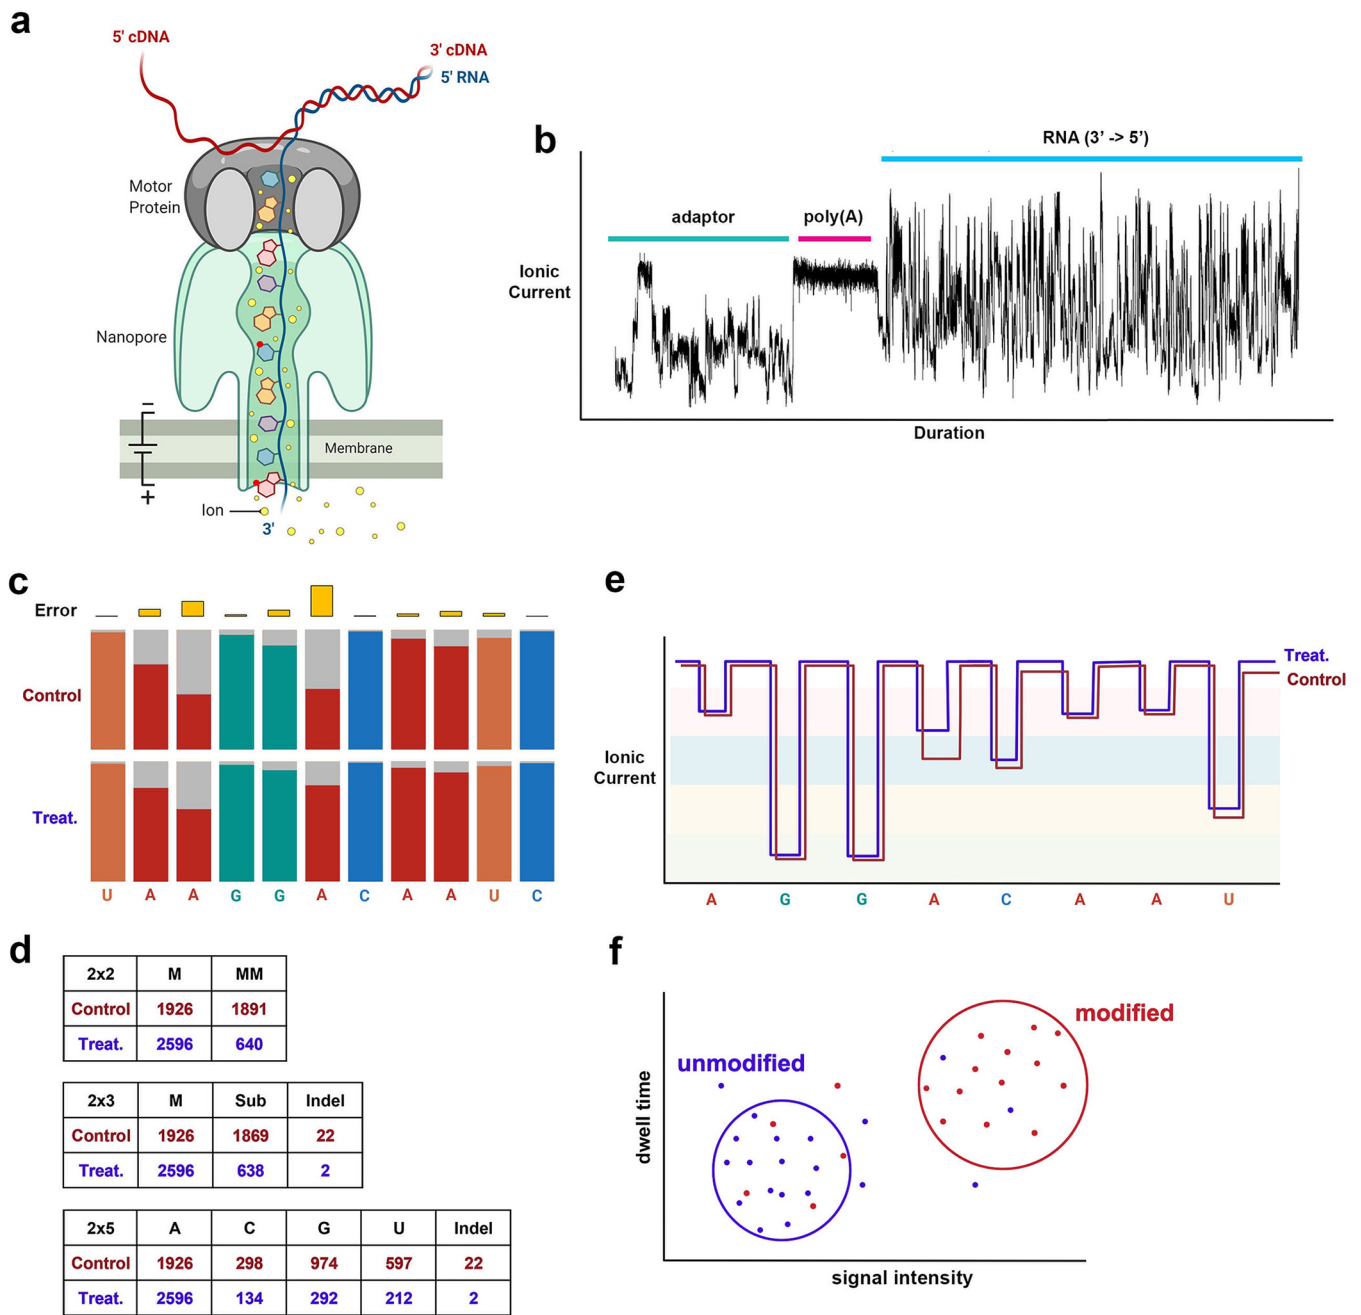 a
5' cDNA
3' cDNA
5' RNA
Motor
Protein
Nanopore
−
+
Membrane
Ion
3'
b
RNA (3’ -> 5’)
adaptor
poly(A)
Ionic
Current
Duration
c
Error
Control
Treat.
U A A G G A C A A U C
d
2x2 M MM
Control 1926 1891
Treat. 2596 640
2x3 M Sub Indel
Control 1926 1869 22
Treat. 2596 638 2
2x5 A C G U Indel
Control 1926 298 974 597 22
Treat. 2596 134 292 212 2
e
Treat.
Control
Ionic
Current
A G G A C A A U
f
modified
unmodified
dwell time
signal intensity